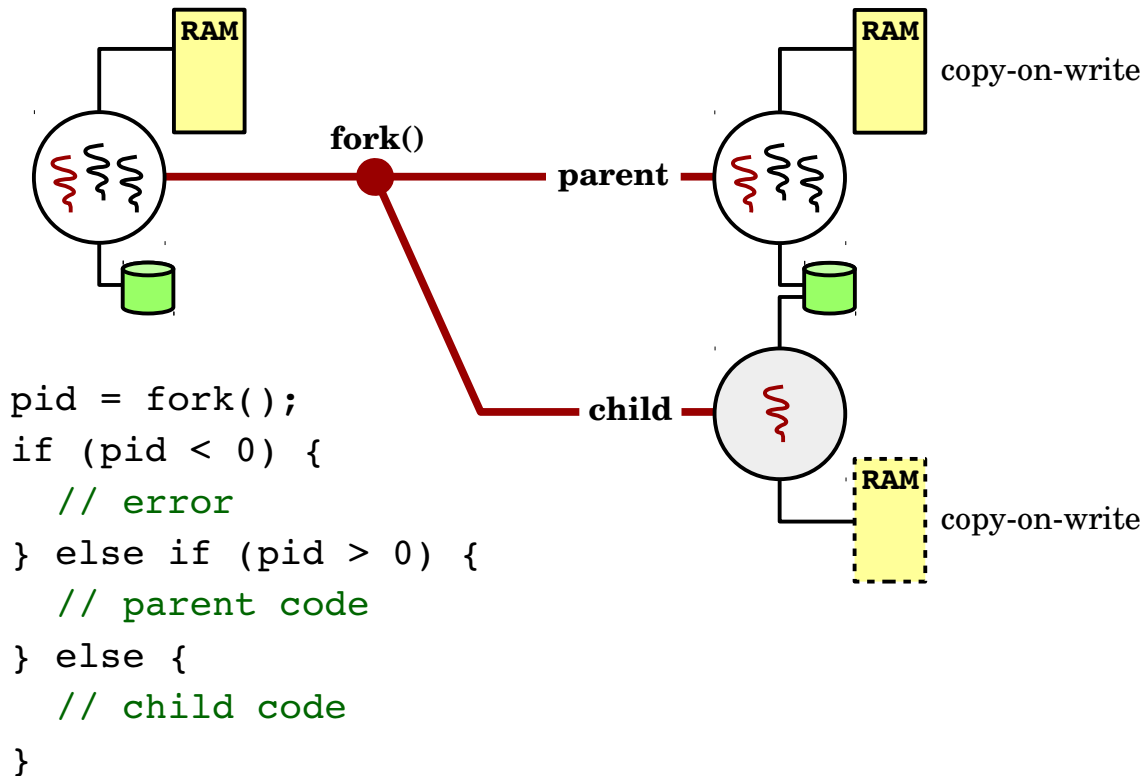 RAM
RAM
copy-on-write
fork()
parent
child
RAM
copy-on-write
pid = fork();
if (pid < 0) {
  // error
} else if (pid > 0) {
  // parent code
} else {
  // child code
}